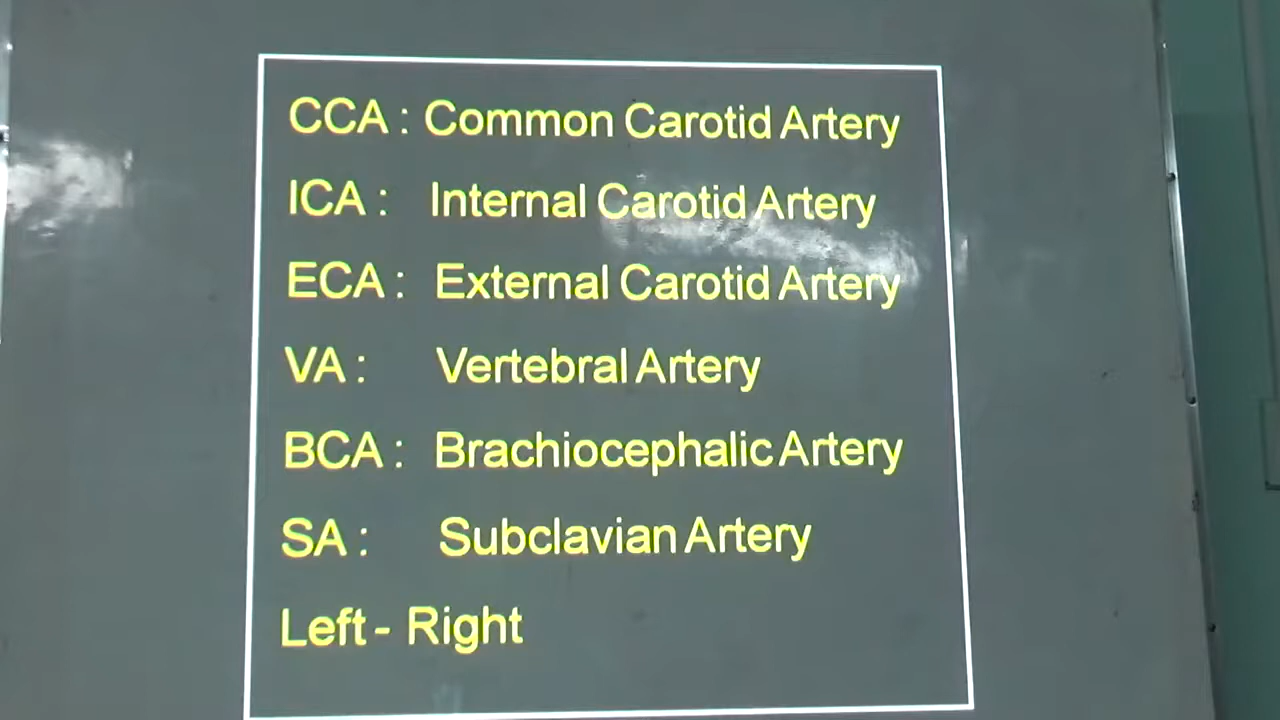 CCA : Common Carotid Artery
ICA : Internal Carotid Artery
ECA : External Carotid Artery
VA : Vertebral Artery
BCA : Brachiocephalic Artery
SA : Subclavian Artery
Left - Right